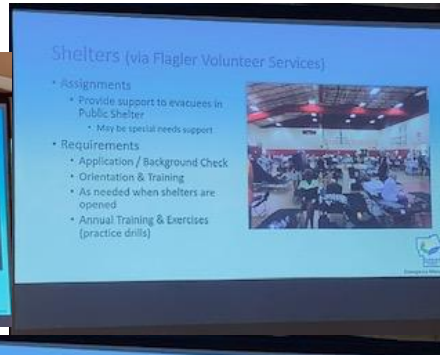 Shelters (via Flagler Volunteer Services)
• Assignments
• Provide support to evacuees in
Public Shelter
• May be special needs support
• Requirements
• Application / Background Check
• Orientation & Training
• As needed when shelters are
opened
• Annual Training & Exercises
(practice drills)